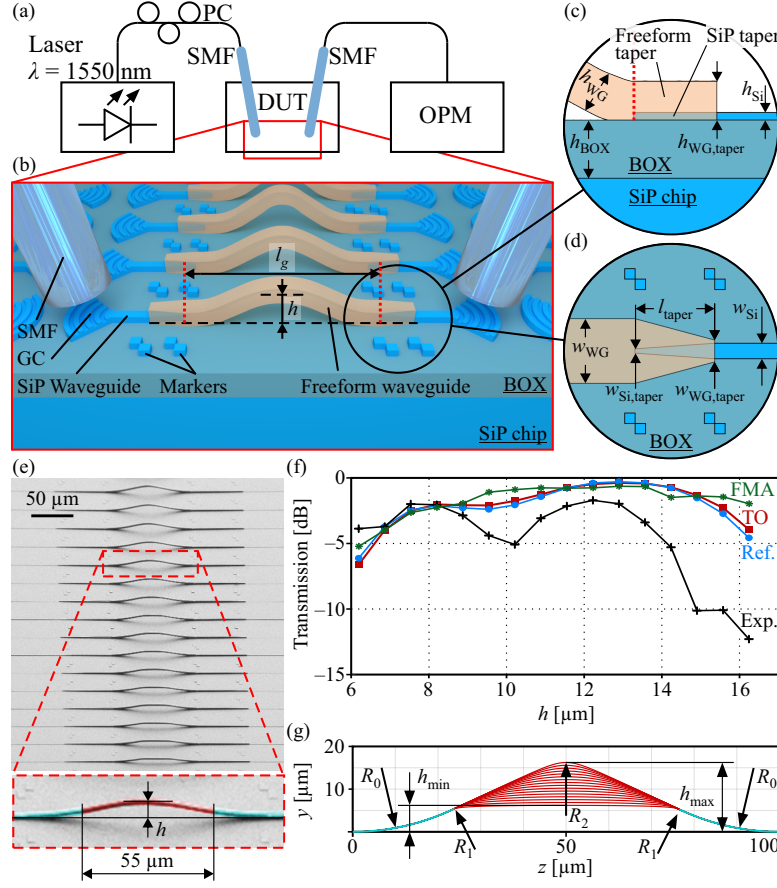 (a)
PC
Laser
λ = 1550 nm
SMF
SMF
DUT
OPM
(b)
l_g
h
SMF
GC
SiP Waveguide
Markers
Freeform waveguide
BOX
SiP chip
(c)
Freeform
taper
SiP taper
h_WG
h_Si
h_BOX
h_WG,taper
BOX
SiP chip
(d)
l_taper
w_Si
w_WG
w_Si,taper
w_WG,taper
BOX
(e)
50 µm
h
55 µm
(f)
Transmission [dB]
0
−5
−10
−15
FMA
TO
Ref.
Exp.
6 8 10 12 14 16
h [µm]
(g)
y [µm]
20
10
0
R_0
h_min
R_1
R_2
R_1
h_max
R_0
0 50 100
z [µm]